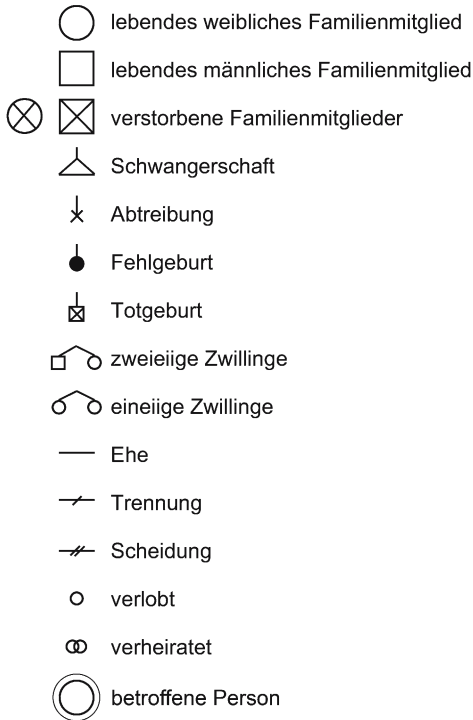 lebendes weibliches Familienmitglied
lebendes männliches Familienmitglied
verstorbene Familienmitglieder
Schwangerschaft
Abtreibung
Fehlgeburt
Totgeburt
zweieiige Zwillinge
eineiige Zwillinge
Ehe
Trennung
Scheidung
verlobt
verheiratet
betroffene Person